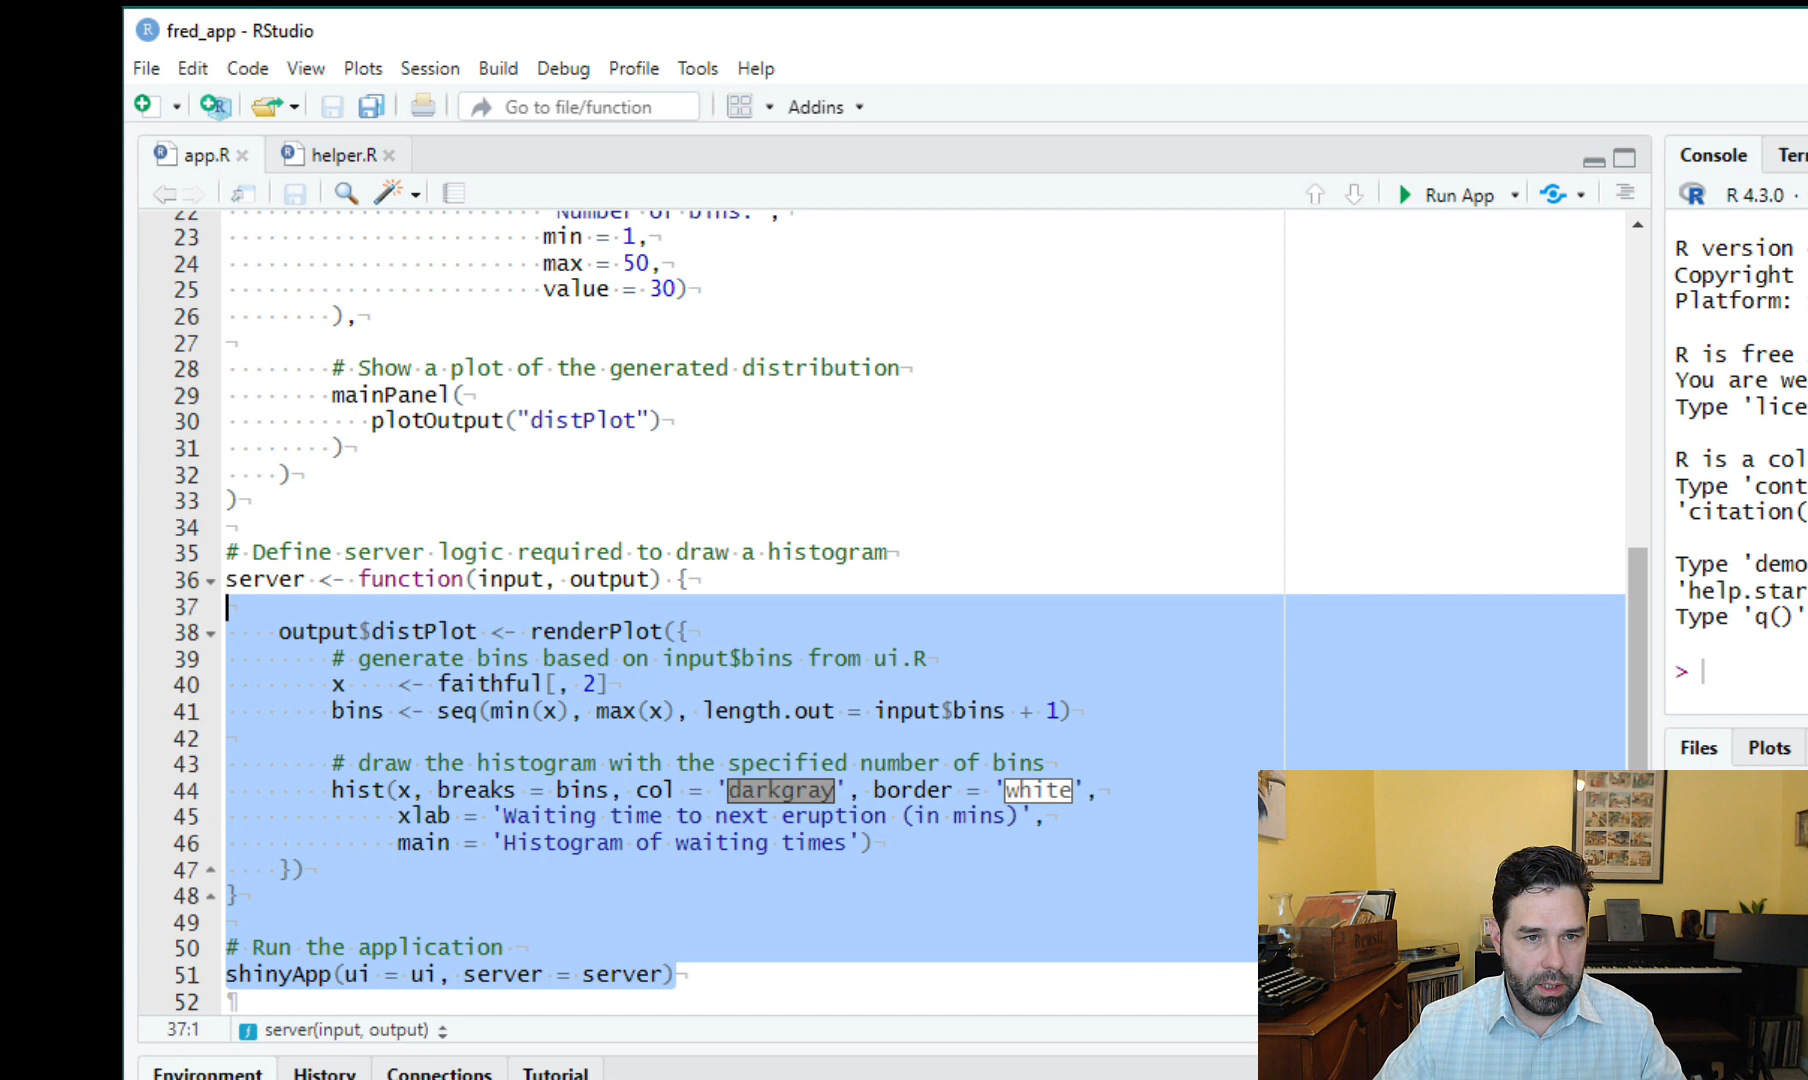 fred_app - RStudio
File Edit Code View Plots Session Build Debug Profile Tools Help
Go to file/function Addins
app.R helper.R
Run App
22 "Number of bins:",
23 min = 1,
24 max = 50,
25 value = 30)
26 ),
27
28 # Show a plot of the generated distribution
29 mainPanel(
30 plotOutput("distPlot")
31 )
32 )
33 )
34
35 # Define server logic required to draw a histogram
36 server <- function(input, output) {
37
38 output$distPlot <- renderPlot({
39 # generate bins based on input$bins from ui.R
40 x <- faithful[, 2]
41 bins <- seq(min(x), max(x), length.out = input$bins + 1)
42
43 # draw the histogram with the specified number of bins
44 hist(x, breaks = bins, col = 'darkgray', border = 'white',
45 xlab = 'Waiting time to next eruption (in mins)',
46 main = 'Histogram of waiting times')
47 })
48 }
49
50 # Run the application
51 shinyApp(ui = ui, server = server)
52
37:1 server(input, output)
Environment History Connections Tutorial
Console Ter
R 4.3.0 ·
R version
Copyright
Platform:
R is free
You are we
Type 'lice
R is a col
Type 'cont
'citation(
Type 'demo
'help.star
Type 'q()'
>
Files Plots